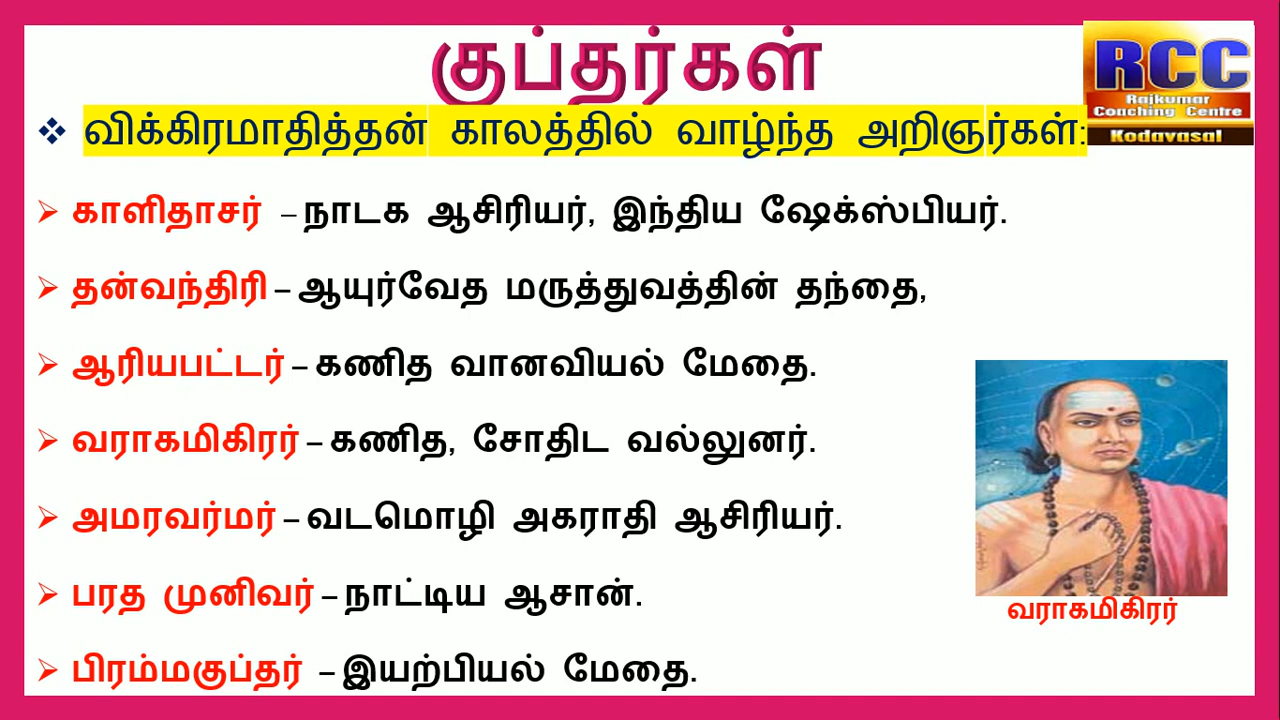 குப்தர்கள்
RCC
Rajkumar
Coaching Centre
Kodavasal
❖ விக்கிரமாதித்தன் காலத்தில் வாழ்ந்த அறிஞர்கள்:
➢ காளிதாசர் – நாடக ஆசிரியர், இந்திய ஷேக்ஸ்பியர்.
➢ தன்வந்திரி – ஆயுர்வேத மருத்துவத்தின் தந்தை,
➢ ஆரியபட்டர் – கணித வானவியல் மேதை.
➢ வராகமிகிரர் – கணித, சோதிட வல்லுனர்.
➢ அமரவர்மர் – வடமொழி அகராதி ஆசிரியர்.
➢ பரத முனிவர் – நாட்டிய ஆசான்.
வராகமிகிரர்
➢ பிரம்மகுப்தர் – இயற்பியல் மேதை.